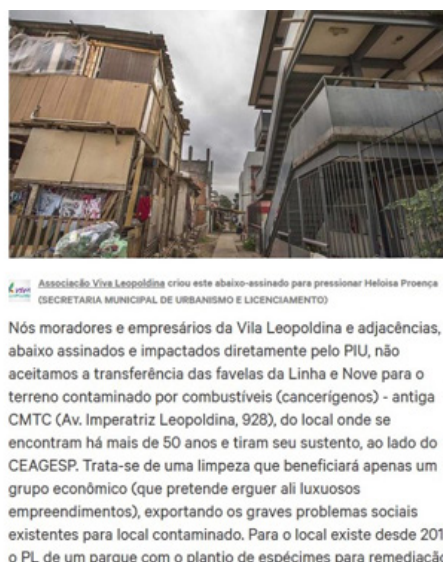 Associação Viva Leopoldina criou este abaixo-assinado para pressionar Heloisa Proença
(SECRETARIA MUNICIPAL DE URBANISMO E LICENCIAMENTO)
Nós moradores e empresários da Vila Leopoldina e adjacências,
abaixo assinados e impactados diretamente pelo PIU, não
aceitamos a transferência das favelas da Linha e Nove para o
terreno contaminado por combustíveis (cancerígenos) - antiga
CMTC (Av. Imperatriz Leopoldina, 928), do local onde se
encontram há mais de 50 anos e tiram seu sustento, ao lado do
CEAGESP. Trata-se de uma limpeza que beneficiará apenas um
grupo econômico (que pretende erguer ali luxuosos
empreendimentos), exportando os graves problemas sociais
existentes para local contaminado. Para o local existe desde 201
o PL de um parque com o plantio de espécimes para remediação